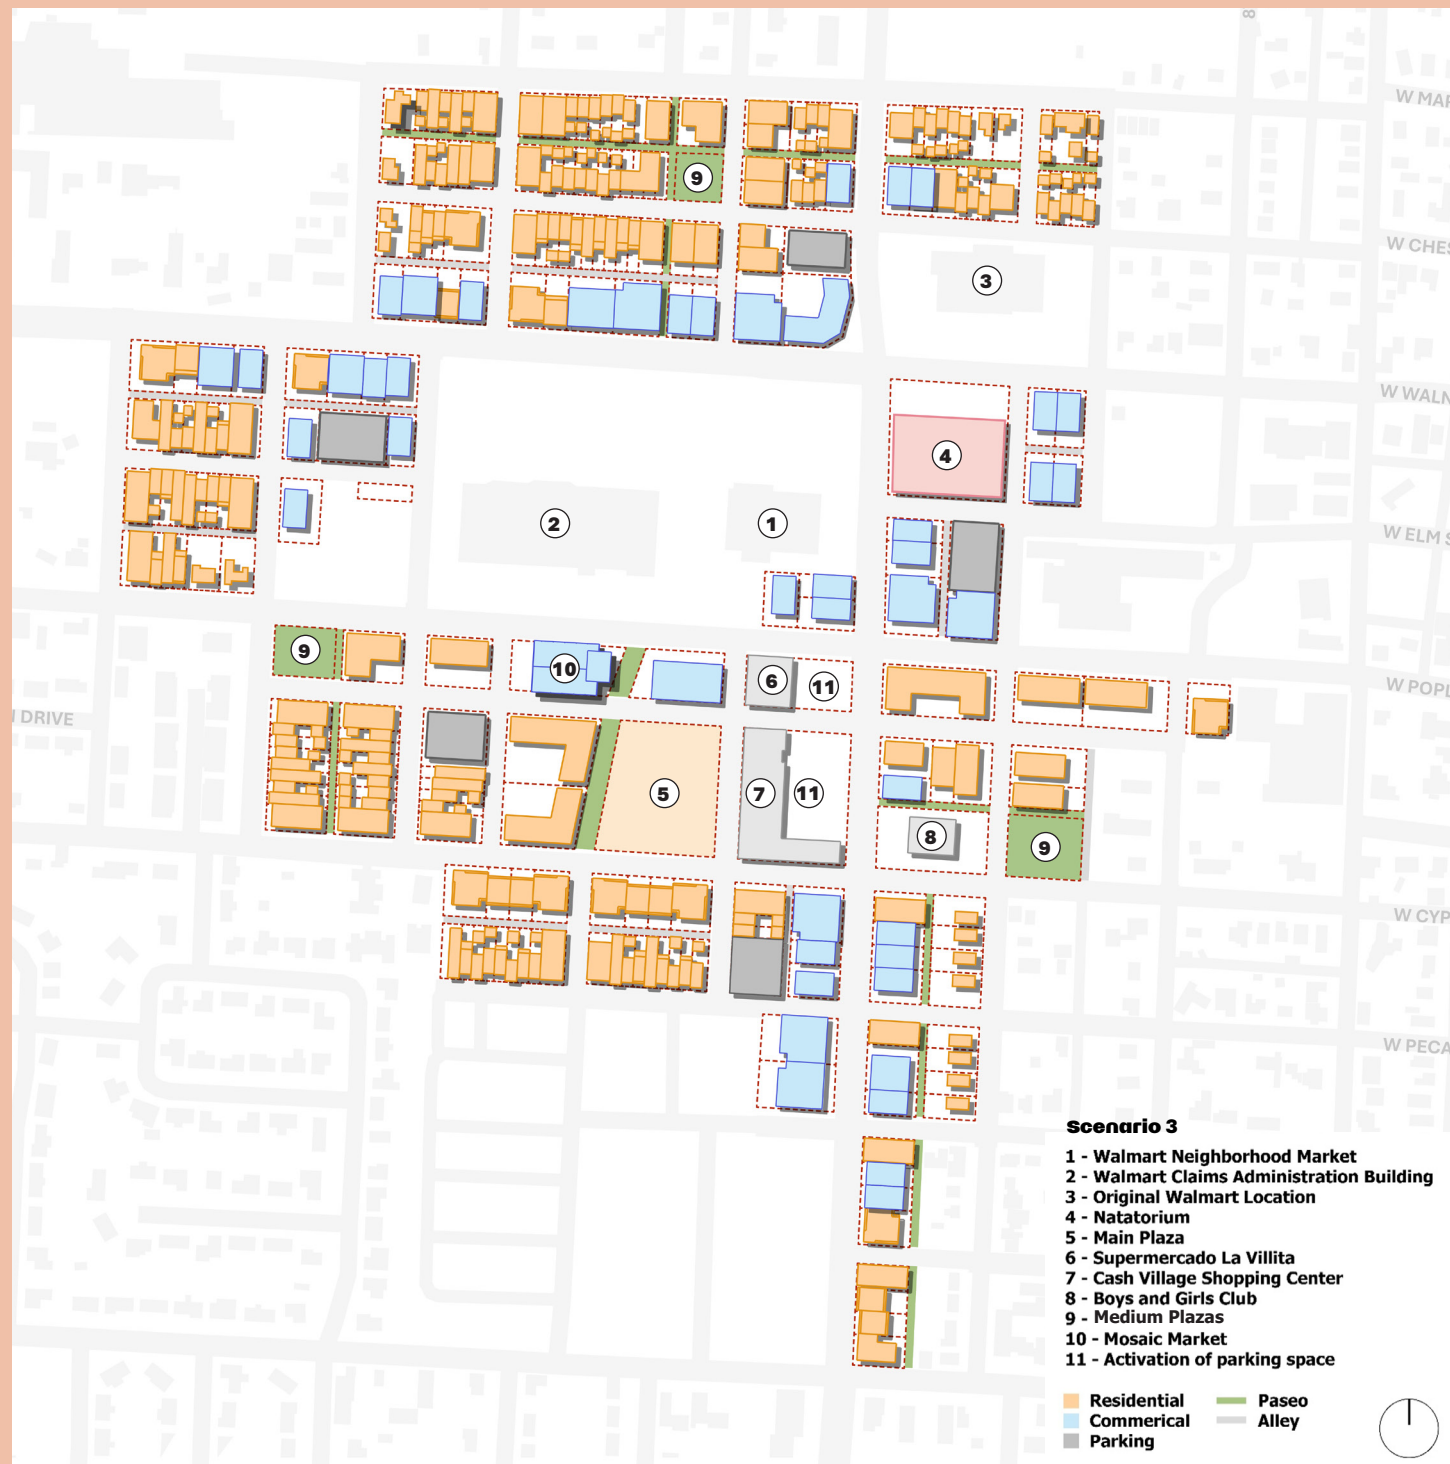 8
W MAP
W CHES
9
3
W WALN
4
2
1
W ELM S
9
10
6
11
W POPL
N DRIVE
5
7
11
8
9
W CYP
W PECA
Scenario 3
1 - Walmart Neighborhood Market
2 - Walmart Claims Administration Building
3 - Original Walmart Location
4 - Natatorium
5 - Main Plaza
6 - Supermercado La Villita
7 - Cash Village Shopping Center
8 - Boys and Girls Club
9 - Medium Plazas
10 - Mosaic Market
11 - Activation of parking space
Residential
Paseo
Commerical
Alley
Parking